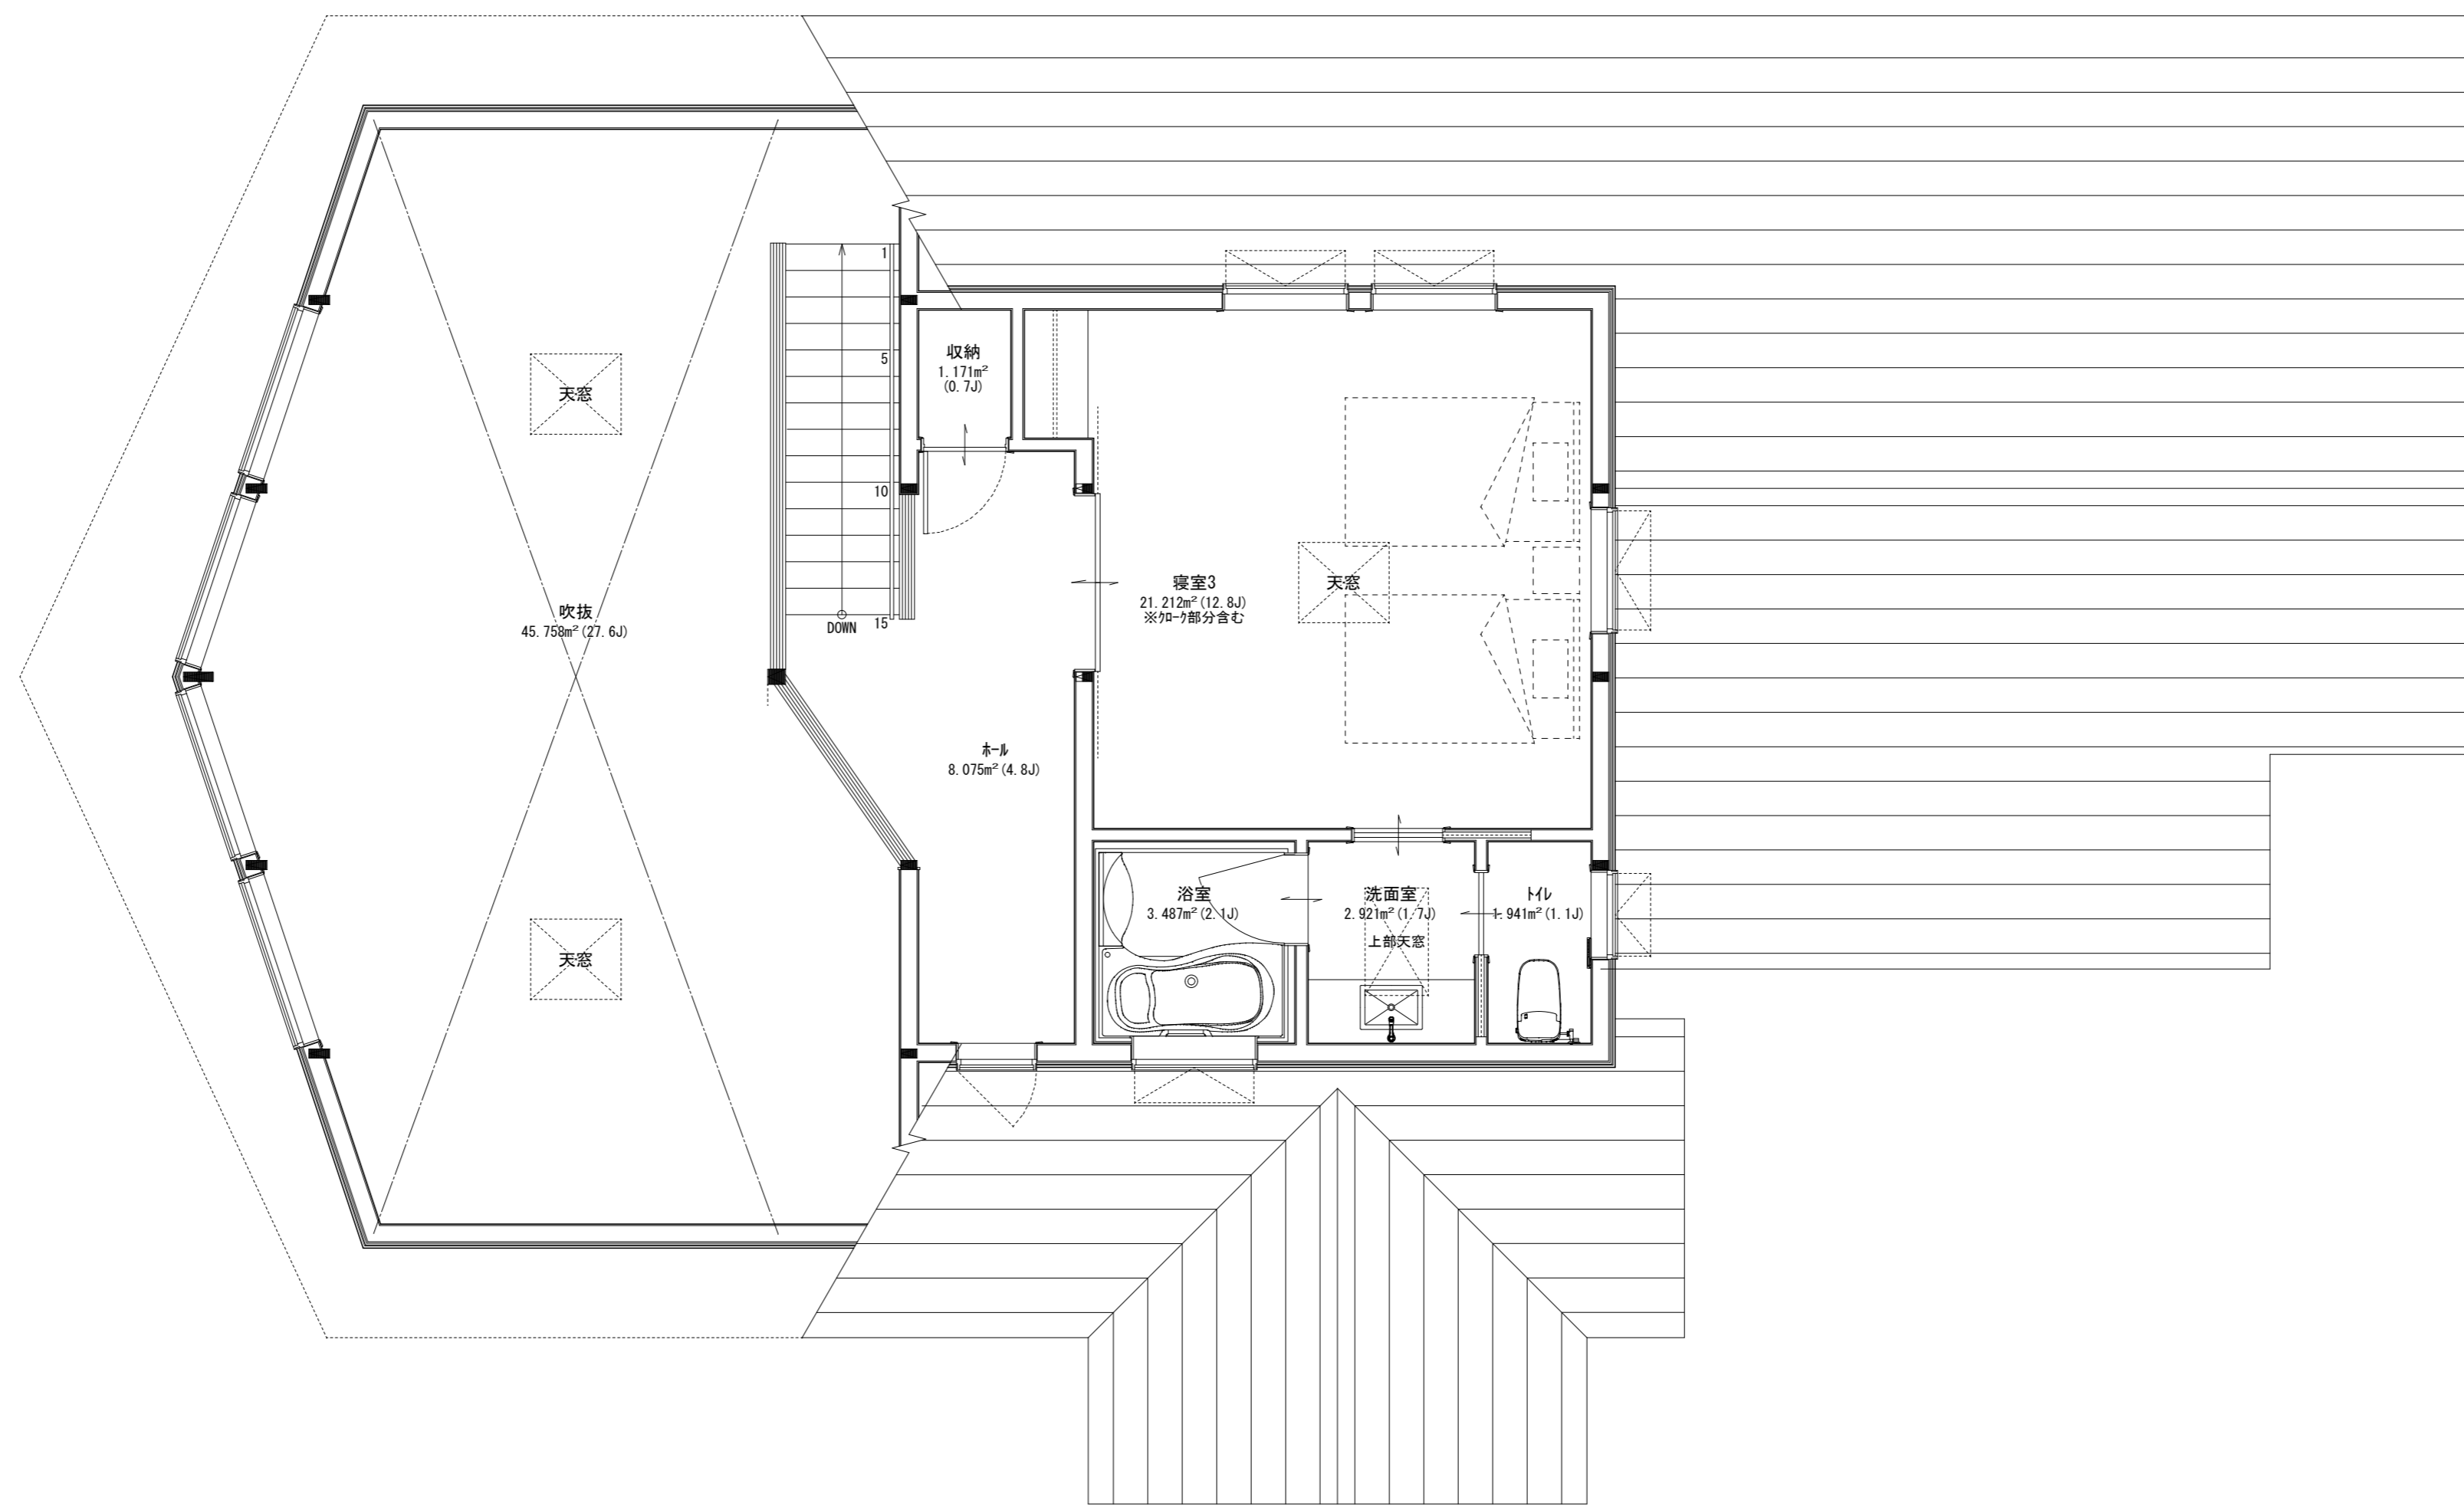 1
収納
1.171m²
(0.7J)
5
天窓
10
寝室3
21.212m²(12.8J)
※ｸﾛｰｸ部分含む
天窓
吹抜
45.758m²(27.6J)
DOWN
15
ﾎｰﾙ
8.075m²(4.8J)
浴室
3.487m²(2.1J)
洗面室
2.921m²(1.7J)
上部天窓
ﾄｲﾚ
1.941m²(1.1J)
天窓